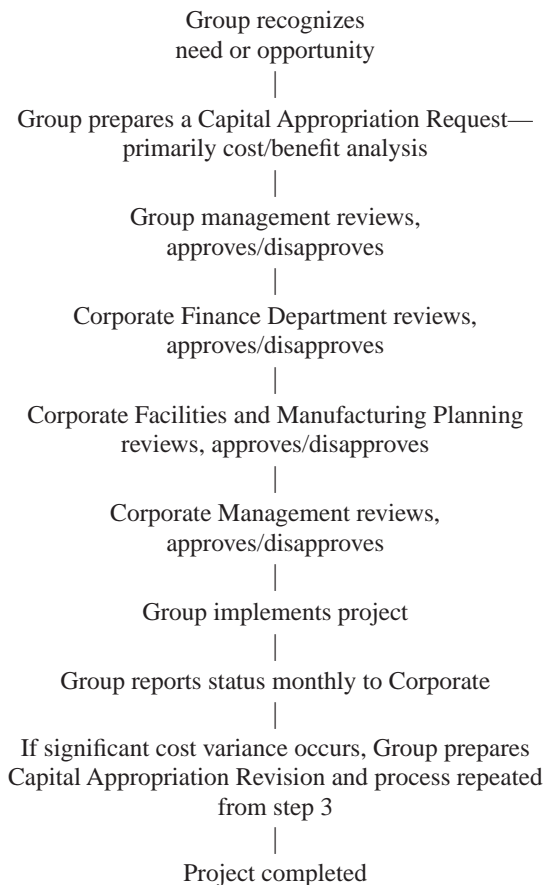 Group recognizes
need or opportunity
Group prepares a Capital Appropriation Request—
primarily cost/benefit analysis
Group management reviews,
approves/disapproves
Corporate Finance Department reviews,
approves/disapproves
Corporate Facilities and Manufacturing Planning
reviews, approves/disapproves
Corporate Management reviews,
approves/disapproves
Group implements project
Group reports status monthly to Corporate
If significant cost variance occurs, Group prepares
Capital Appropriation Revision and process repeated
from step 3
Project completed